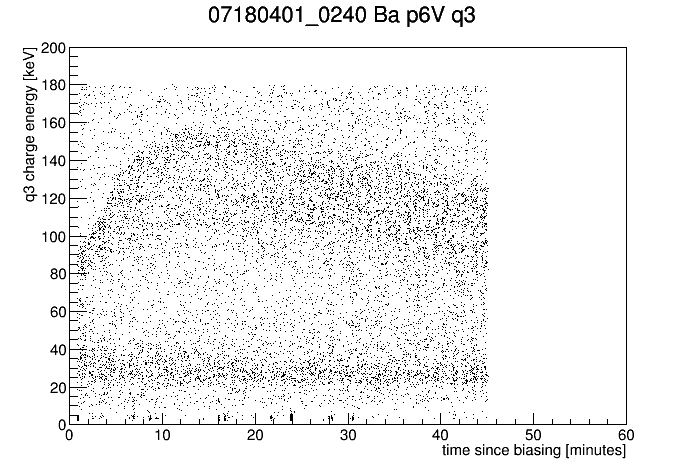 07180401_0240 Ba p6V q3
q3 charge energy [keV]
200
180
160
140
120
100
80
60
40
20
0
0 10 20 30 40 50 60
time since biasing [minutes]